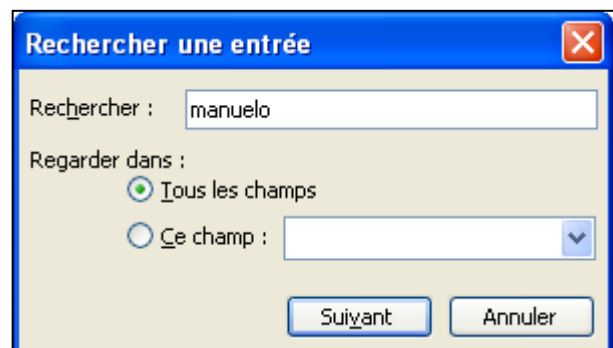 Rechercher une entrée
Rechercher : manuelo
Regarder dans :
Tous les champs
Ce champ :
Suivant Annuler